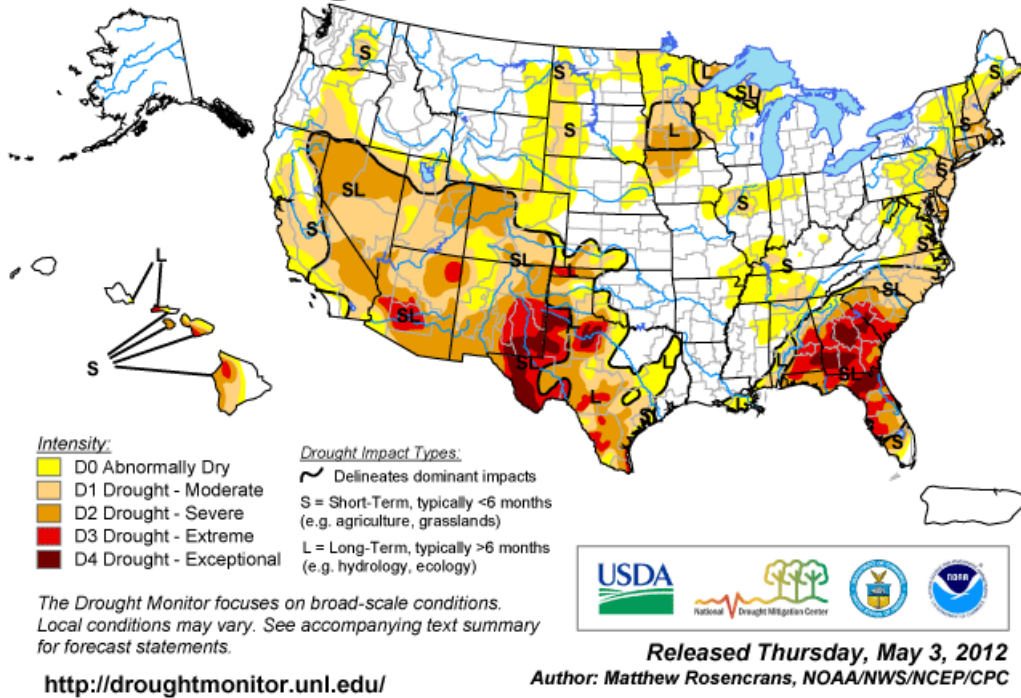 S
S
L
SL
S
S
L
S
S
SL
S
S
S
S
SL
SL
L
SL
SL
SL
L
L
SL
L
L
S
S
L
S
Intensity:
D0 Abnormally Dry
D1 Drought - Moderate
D2 Drought - Severe
D3 Drought - Extreme
D4 Drought - Exceptional
Drought Impact Types:
Delineates dominant impacts
S = Short-Term, typically <6 months
(e.g. agriculture, grasslands)
L = Long-Term, typically >6 months
(e.g. hydrology, ecology)
The Drought Monitor focuses on broad-scale conditions.
Local conditions may vary. See accompanying text summary
for forecast statements.
http://droughtmonitor.unl.edu/
USDA
National Drought Mitigation Center
NOAA
Released Thursday, May 3, 2012
Author: Matthew Rosencrans, NOAA/NWS/NCEP/CPC